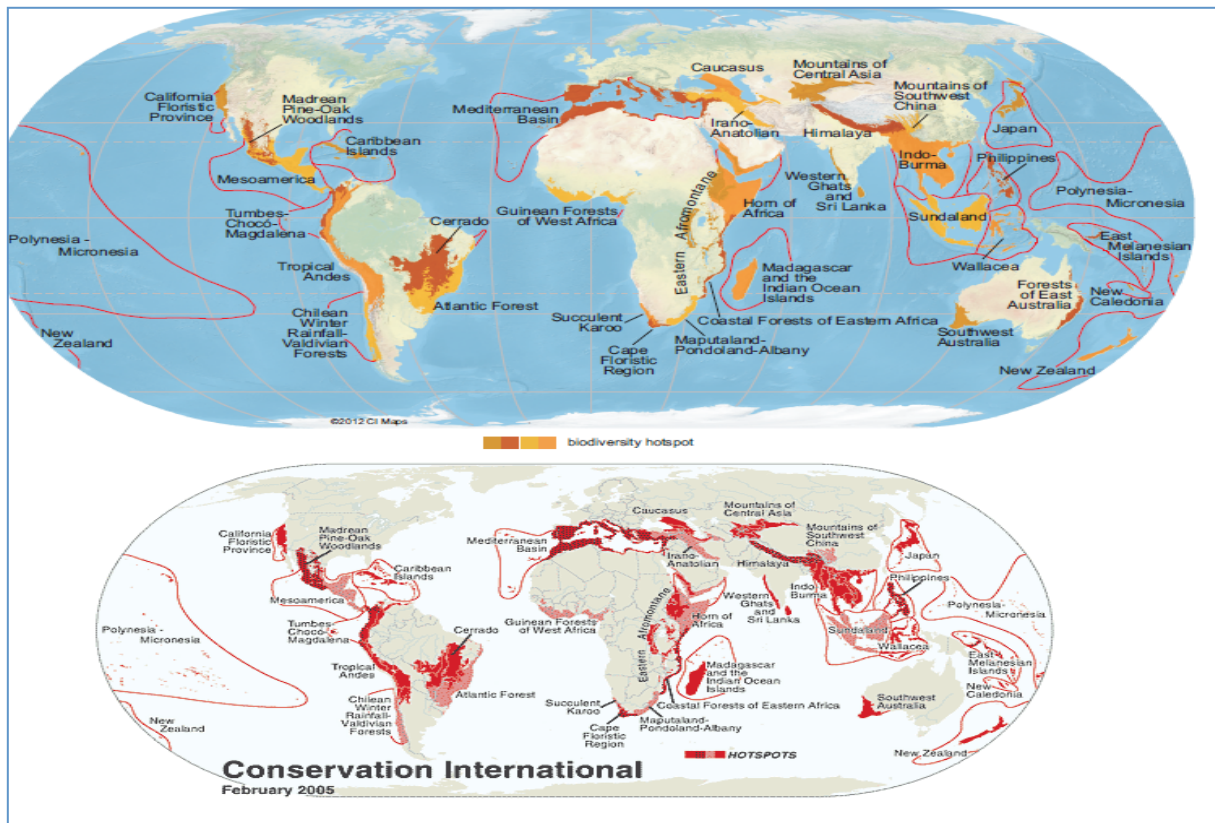 Caucasus
Mountains of
Central Asia
Mountains of
Southwest
China
California
Floristic
Province
Madrean
Pine-Oak
Woodlands
Mediterranean
Basin
Caribbean
Islands
Irano-
Anatolian
Himalaya
Japan
Mesoamerica
Indo-
Burma
Philippines
Western
Ghats
and
Sri Lanka
Polynesia-
Micronesia
Tumbes-
Chocó-
Magdalena
Cerrado
Guinean Forests
of West Africa
Eastern Afromontane
Horn of
Africa
Sundaland
East
Melanesian
Islands
Polynesia -
Micronesia
Wallacea
Tropical
Andes
Madagascar
and the
Indian Ocean
Islands
Forests
of East
Australia
New
Caledonia
Atlantic Forest
Chilean
Winter
Rainfall-
Valdivian
Forests
Succulent
Karoo
Coastal Forests of Eastern Africa
Southwest
Australia
New
Zealand
Cape
Floristic
Region
Maputaland-
Pondoland-Albany
New Zealand
©2012 CI Maps
biodiversity hotspot
California
Floristic
Province
Madrean
Pine-Oak
Woodlands
Mediterranean
Basin
Caucasus
Mountains of
Central Asia
Mountains of
Southwest
China
Caribbean
Islands
Irano-
Anatolian
Himalaya
Japan
Mesoamerica
Philippines
Indo
Burma
Western
Ghats
and
Sri Lanka
Polynesia-
Micronesia
Tumbes-
Chocó-
Magdalena
Cerrado
Guinean Forests
of West Africa
Eastern Afromontane
Horn of
Africa
Sundaland
Wallacea
Polynesia -
Micronesia
East
Melanesian
Islands
Tropical
Andes
Madagascar
and the
Indian Ocean
Islands
New
Caledonia
Atlantic Forest
Chilean
Winter
Rainfall-
Valdivian
Forests
Succulent
Karoo
Coastal Forests of Eastern Africa
Southwest
Australia
New
Zealand
Cape
Floristic
Region
Maputaland-
Pondoland-Albany
New Zealand
HOTSPOTS
Conservation International
February 2005